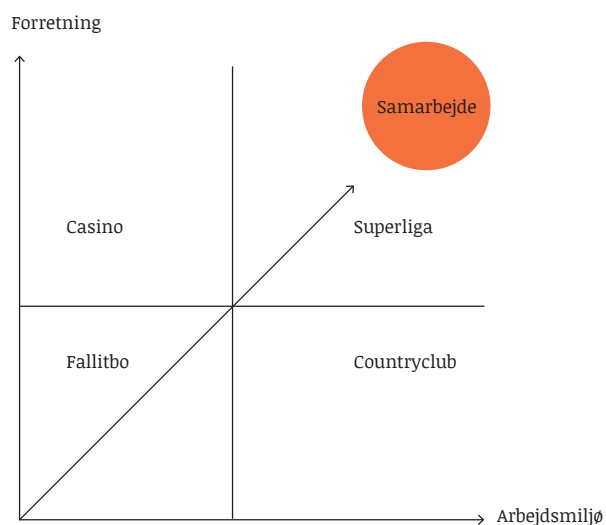 Forretning
Samarbejde
Casino
Superliga
Fallitbo
Countryclub
Arbejdsmiljø